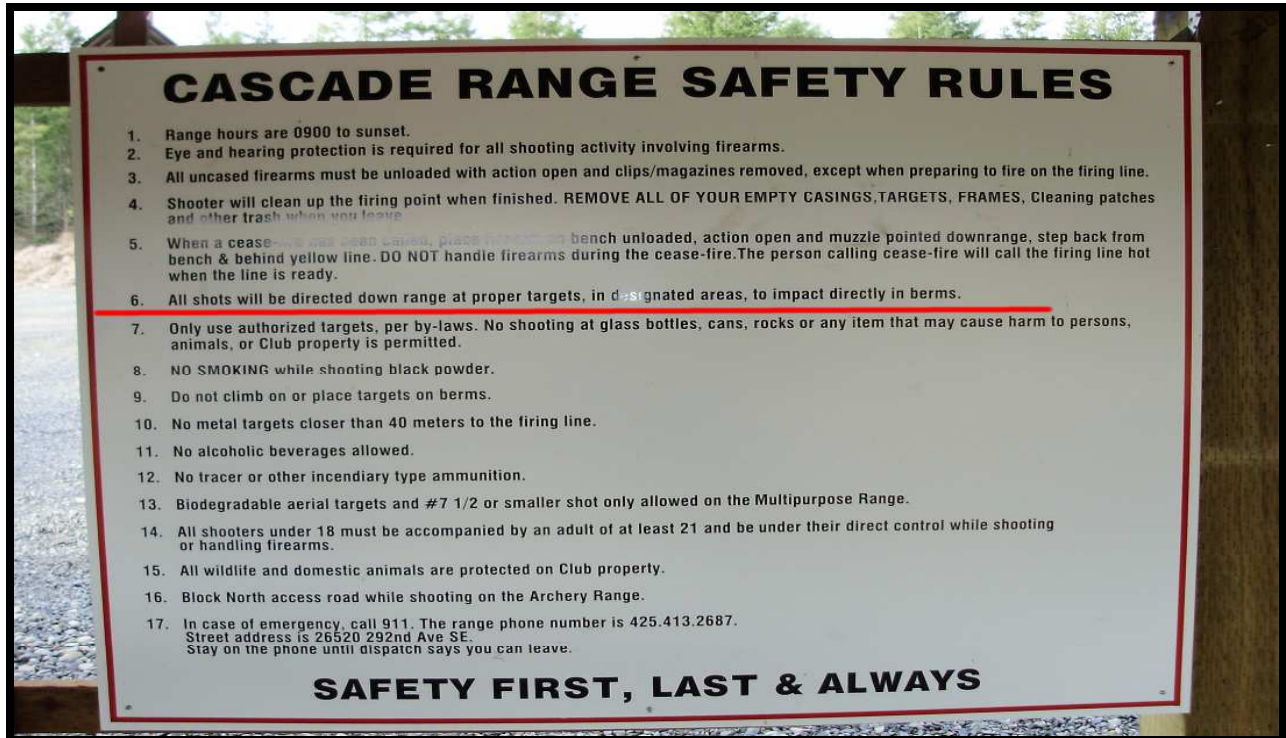 CASCADE RANGE SAFETY RULES
1. Range hours are 0900 to sunset.
2. Eye and hearing protection is required for all shooting activity involving firearms.
3. All uncased firearms must be unloaded with action open and clips/magazines removed, except when preparing to fire on the firing line.
4. Shooter will clean up the firing point when finished. REMOVE ALL OF YOUR EMPTY CASINGS,TARGETS, FRAMES, Cleaning patches
and other trash when you leave
5. When a cease-fire has been called, place bench unloaded, action open and muzzle pointed downrange, step back from
bench & behind yellow line. DO NOT handle firearms during the cease-fire.The person calling cease-fire will call the firing line hot
when the line is ready.
6. All shots will be directed down range at proper targets, in designated areas, to impact directly in berms.
7. Only use authorized targets, per by-laws. No shooting at glass bottles, cans, rocks or any item that may cause harm to persons,
animals, or Club property is permitted.
8. NO SMOKING while shooting black powder.
9. Do not climb on or place targets on berms.
10. No metal targets closer than 40 meters to the firing line.
11. No alcoholic beverages allowed.
12. No tracer or other incendiary type ammunition.
13. Biodegradable aerial targets and #7 1/2 or smaller shot only allowed on the Multipurpose Range.
14. All shooters under 18 must be accompanied by an adult of at least 21 and be under their direct control while shooting
or handling firearms.
15. All wildlife and domestic animals are protected on Club property.
16. Block North access road while shooting on the Archery Range.
17. In case of emergency, call 911. The range phone number is 425.413.2687.
Street address is 26520 292nd Ave SE.
Stay on the phone until dispatch says you can leave.
SAFETY FIRST, LAST & ALWAYS